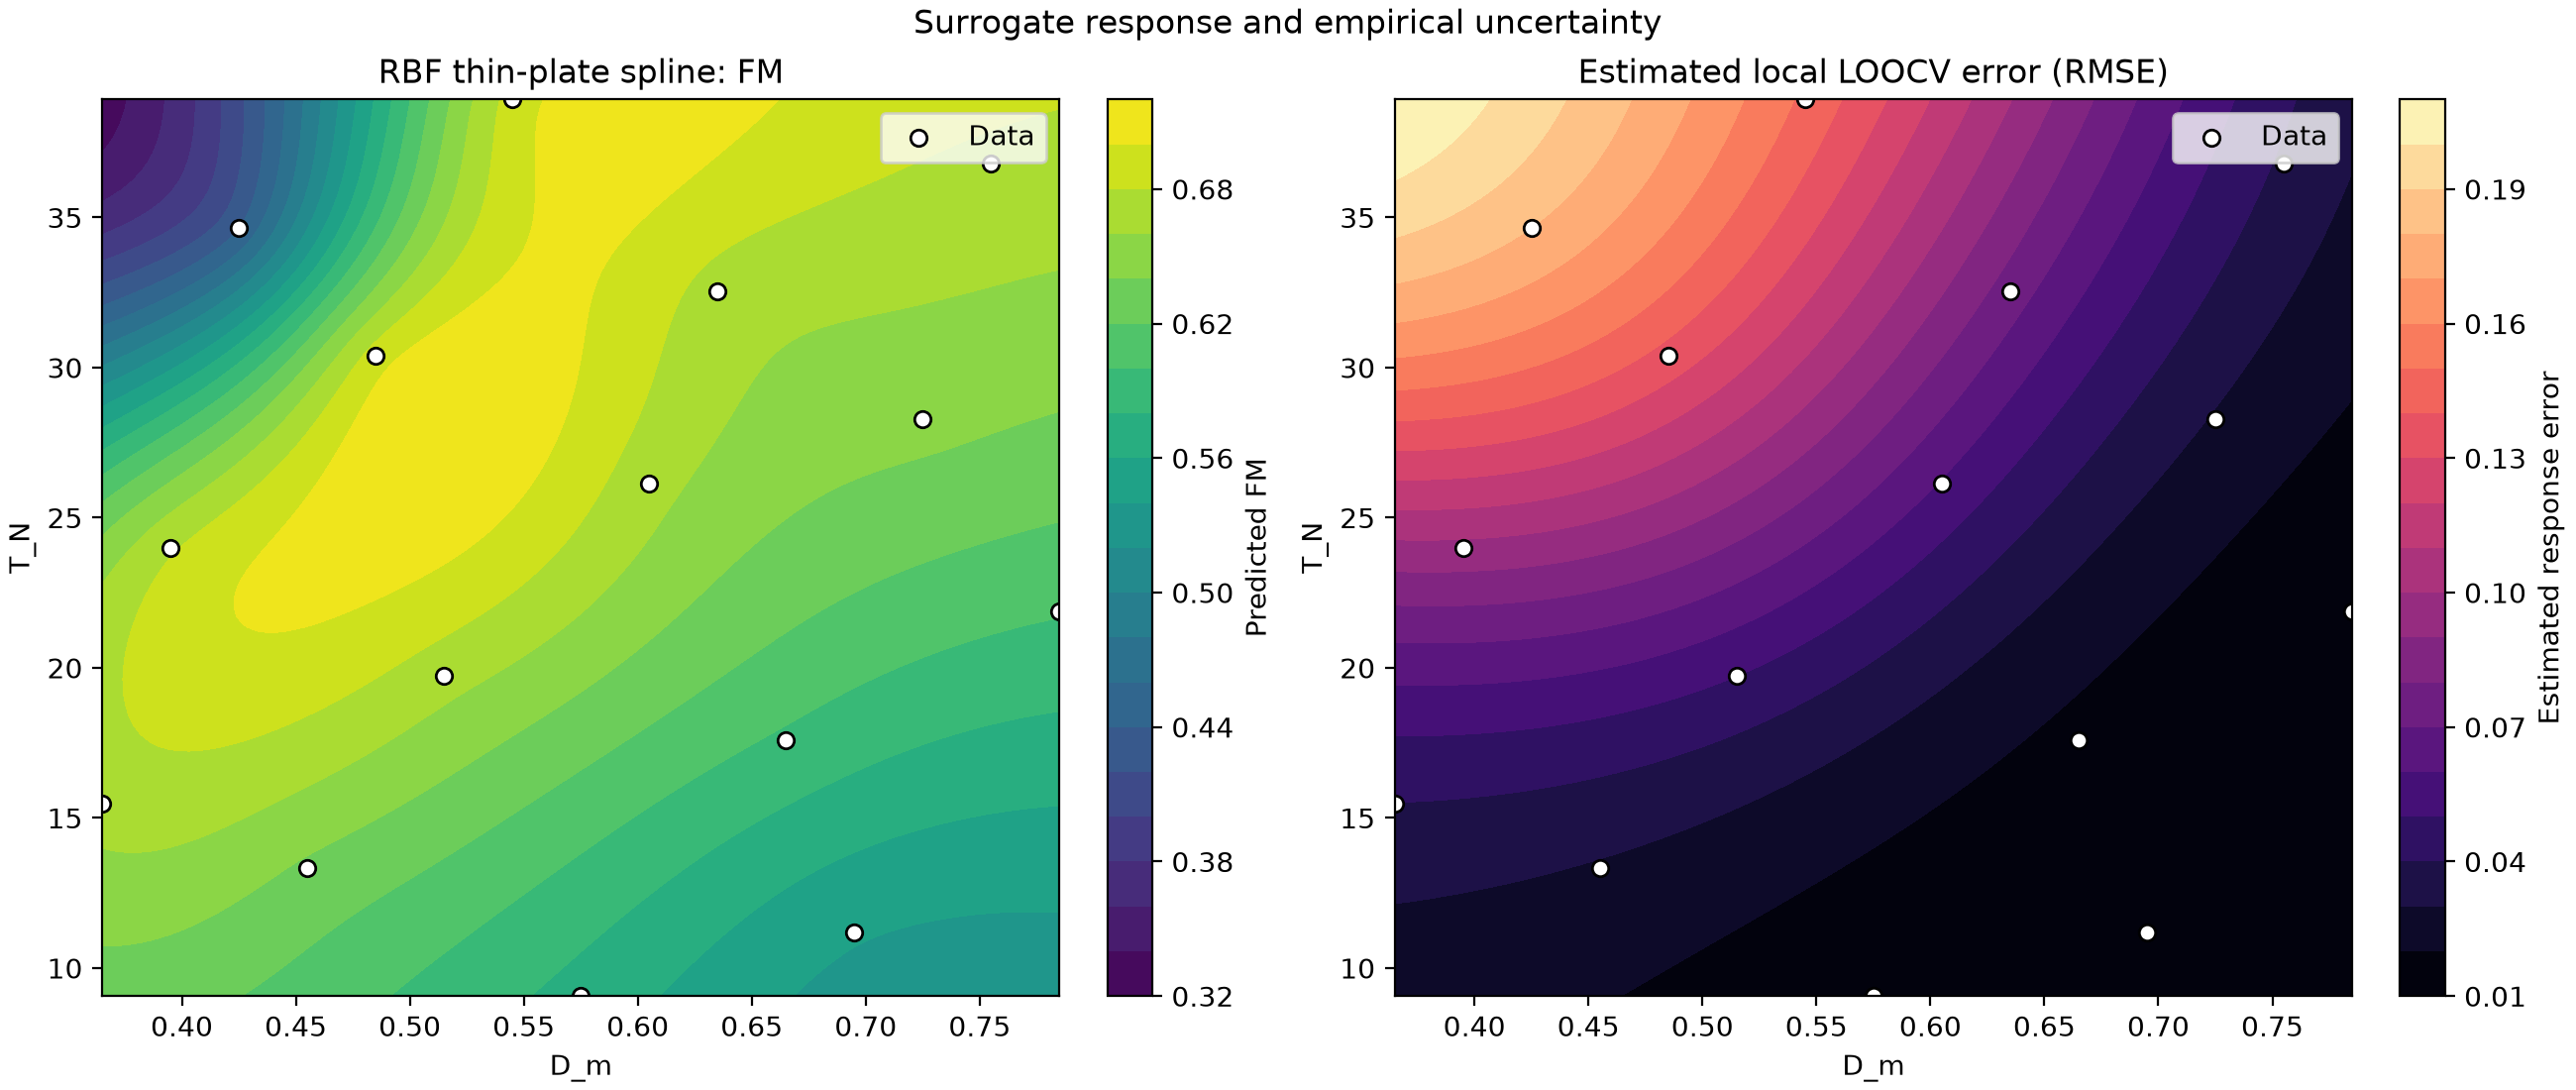 Surrogate response and empirical uncertainty
RBF thin-plate spline: FM
Data
35
30
25
20
15
10
T_N
0.40 0.45 0.50 0.55 0.60 0.65 0.70 0.75
D_m
0.68
0.62
0.56
0.50
0.44
0.38
0.32
Predicted FM
Estimated local LOOCV error (RMSE)
Data
35
30
25
20
15
10
T_N
0.40 0.45 0.50 0.55 0.60 0.65 0.70 0.75
D_m
0.19
0.16
0.13
0.10
0.07
0.04
0.01
Estimated response error